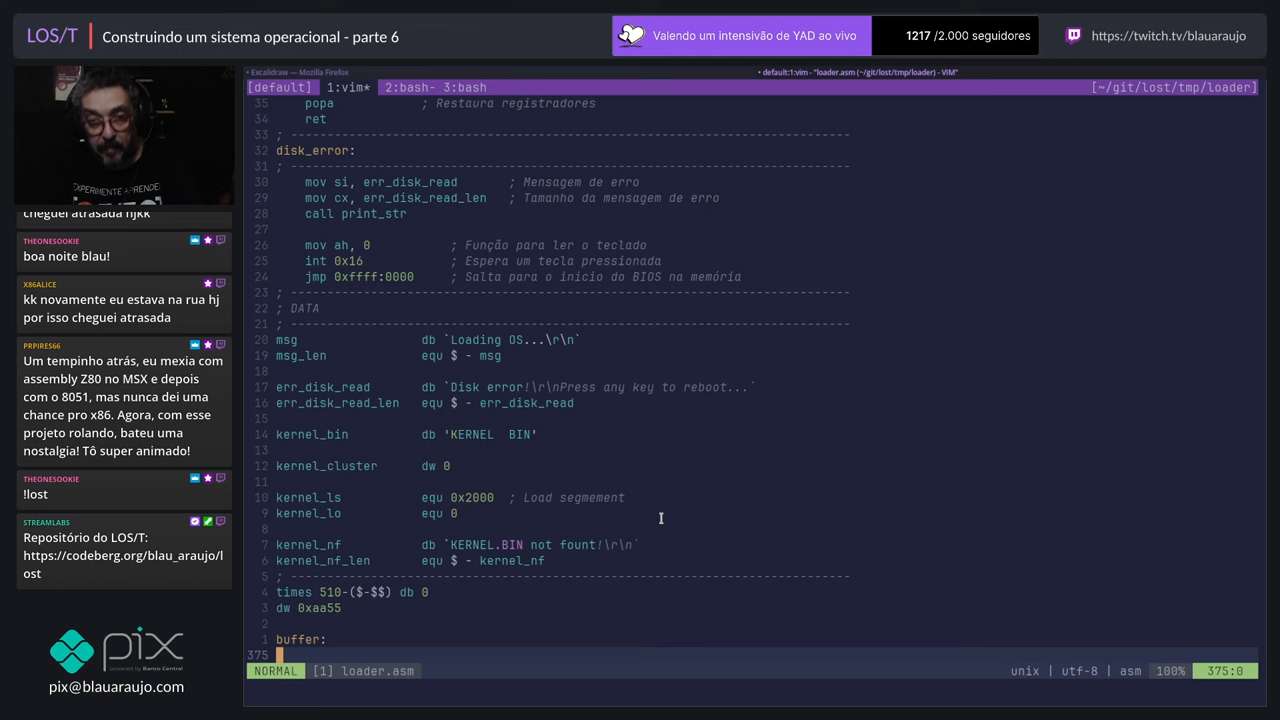 LOS/T
Construindo um sistema operacional - parte 6
Valendo um intensivão de YAD ao vivo
1217 /2.000 seguidores
https://twitch.tv/blauaraujo
EXPERIMENTE APRENDER
cheguei atrasada hjkk
THEONESOOKIE
boa noite blau!
X86ALICE
kk novamente eu estava na rua hj
por isso cheguei atrasada
PRPIRES66
Um tempinho atrás, eu mexia com
assembly Z80 no MSX e depois
com o 8051, mas nunca dei uma
chance pro x86. Agora, com esse
projeto rolando, bateu uma
nostalgia! Tô super animado!
THEONESOOKIE
!lost
STREAMLABS
Repositório do LOS/T:
https://codeberg.org/blau_araujo/l
ost
pix
powered by Banco Central
pix@blauaraujo.com
Excalidraw — Mozilla Firefox
• default:1:vim - "loader.asm (~/git/lost/tmp/loader) - VIM"
[default] 1:vim* 2:bash- 3:bash [~/git/lost/tmp/loader]
35 popa ; Restaura registradores
34 ret
33 ; ----------------------------------------------------------------------------
32 disk_error:
31 ; ----------------------------------------------------------------------------
30 mov si, err_disk_read ; Mensagem de erro
29 mov cx, err_disk_read_len ; Tamanho da mensagem de erro
28 call print_str
27
26 mov ah, 0 ; Função para ler o teclado
25 int 0x16 ; Espera um tecla pressionada
24 jmp 0xffff:0000 ; Salta para o início do BIOS na memória
23 ; ----------------------------------------------------------------------------
22 ; DATA
21 ; ----------------------------------------------------------------------------
20 msg db `Loading OS...\r\n`
19 msg_len equ $ - msg
18
17 err_disk_read db `Disk error!\r\nPress any key to reboot...`
16 err_disk_read_len equ $ - err_disk_read
15
14 kernel_bin db 'KERNEL  BIN'
13
12 kernel_cluster dw 0
11
10 kernel_ls equ 0x2000 ; Load segmement
9 kernel_lo equ 0
8
7 kernel_nf db `KERNEL.BIN not fount!\r\n`
6 kernel_nf_len equ $ - kernel_nf
5 ; ----------------------------------------------------------------------------
4 times 510-($-$$) db 0
3 dw 0xaa55
2
1 buffer:
375
NORMAL [1] loader.asm unix | utf-8 | asm 100% 375:0